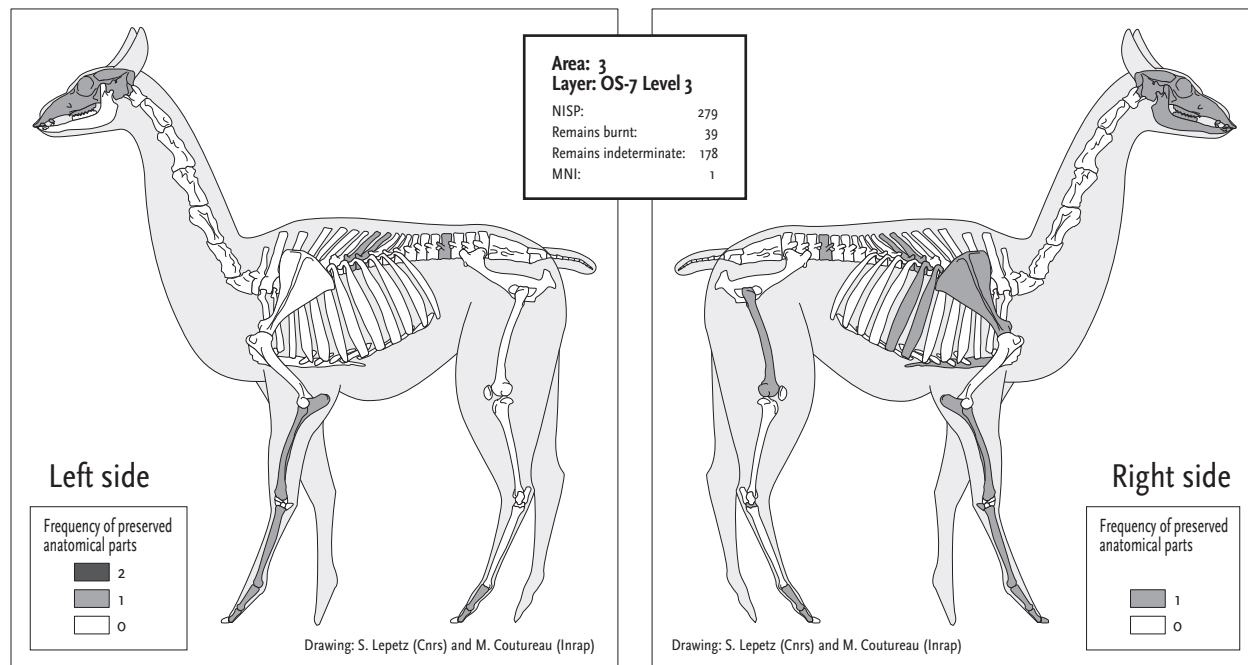 Area: 3
Layer: OS-7 Level 3
NISP: 279
Remains burnt: 39
Remains indeterminate: 178
MNI: 1
Left side
Frequency of preserved
anatomical parts
2
1
0
Drawing: S. Lepetz (Cnrs) and M. Coutureau (Inrap)
Right side
Frequency of preserved
anatomical parts
1
0
Drawing: S. Lepetz (Cnrs) and M. Coutureau (Inrap)